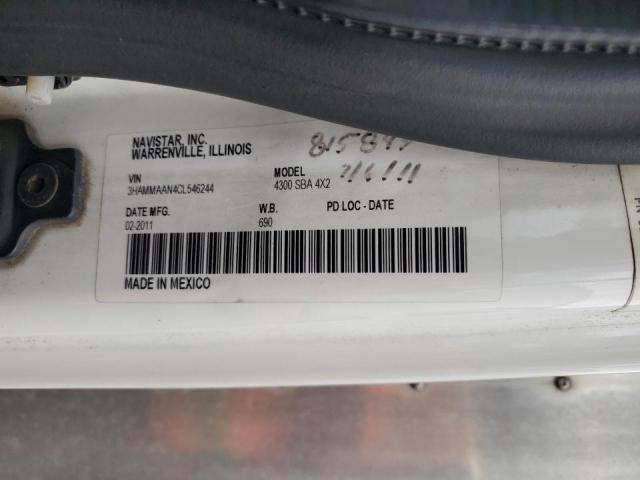 NAVISTAR, INC.
WARRENVILLE, ILLINOIS
VIN
3HAMMAAN4CL546244
MODEL
4300 SBA 4X2
DATE MFG.
02-2011
W.B.
690
PD LOC - DATE
MADE IN MEXICO